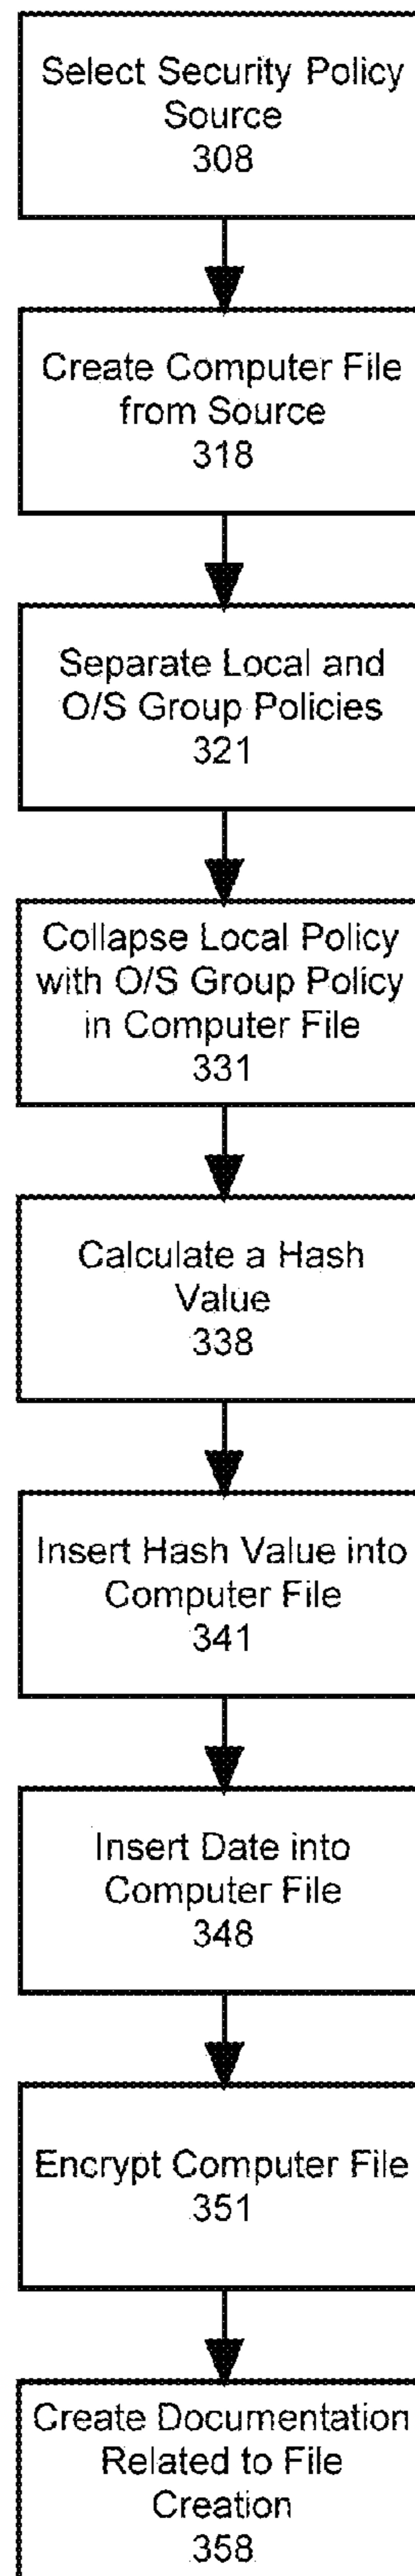 Select Security Policy
Source
308
Create Computer File
from Source
318
Separate Local and
O/S Group Policies
321
Collapse Local Policy
with O/S Group Policy
in Computer File
331
Calculate a Hash
Value
338
Insert Hash Value into
Computer File
341
Insert Date into
Computer File
348
Encrypt Computer File
351
Create Documentation
Related to File
Creation
358